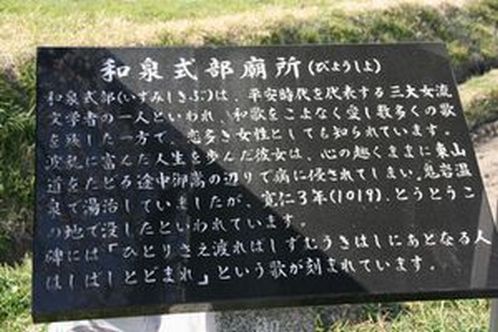 和泉式部廟所(びょうしょ)
和泉式部(いずみしきぶ)は、平安時代を代表する三大女流
文学者の一人といわれ、和歌をこよなく愛し数多くの歌
を残した一方で、恋多き女性としても知られています。
波乱に富んだ人生を歩んだ彼女は、心の趣くままに東山
道をたどる途中御嵩の辺りで病に侵されてしまい、鬼岩温
泉で湯治していましたが、寛仁3年(1019)、とうとうこ
の地で没したといわれています。
碑には「ひとりさえ渡ればしずむうきはしにあとなる人
はしばしとどまれ」という歌が刻まれています。